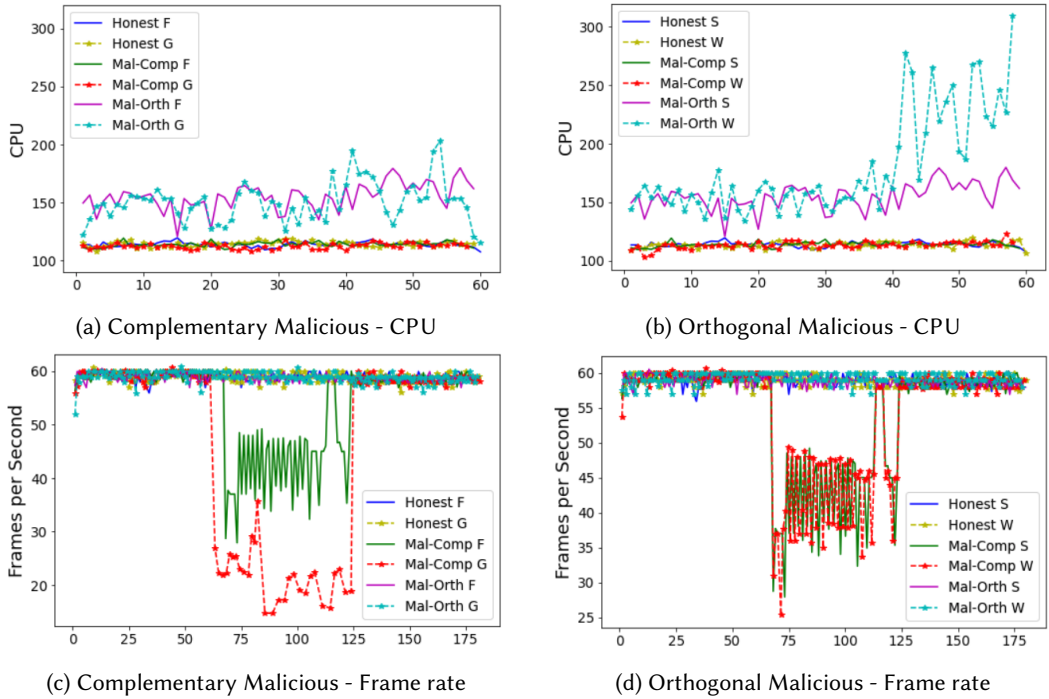 Honest F
Honest G
Mal-Comp F
Mal-Comp G
Mal-Orth F
Mal-Orth G
CPU
300
250
200
150
100
0 10 20 30 40 50 60
(a) Complementary Malicious - CPU
Honest S
Honest W
Mal-Comp S
Mal-Comp W
Mal-Orth S
Mal-Orth W
CPU
300
250
200
150
100
0 10 20 30 40 50 60
(b) Orthogonal Malicious - CPU
Frames per Second
60
50
40
30
20
Honest F
Honest G
Mal-Comp F
Mal-Comp G
Mal-Orth F
Mal-Orth G
0 25 50 75 100 125 150 175
(c) Complementary Malicious - Frame rate
Frames per Second
60
55
50
45
40
35
30
25
Honest S
Honest W
Mal-Comp S
Mal-Comp W
Mal-Orth S
Mal-Orth W
0 25 50 75 100 125 150 175
(d) Orthogonal Malicious - Frame rate